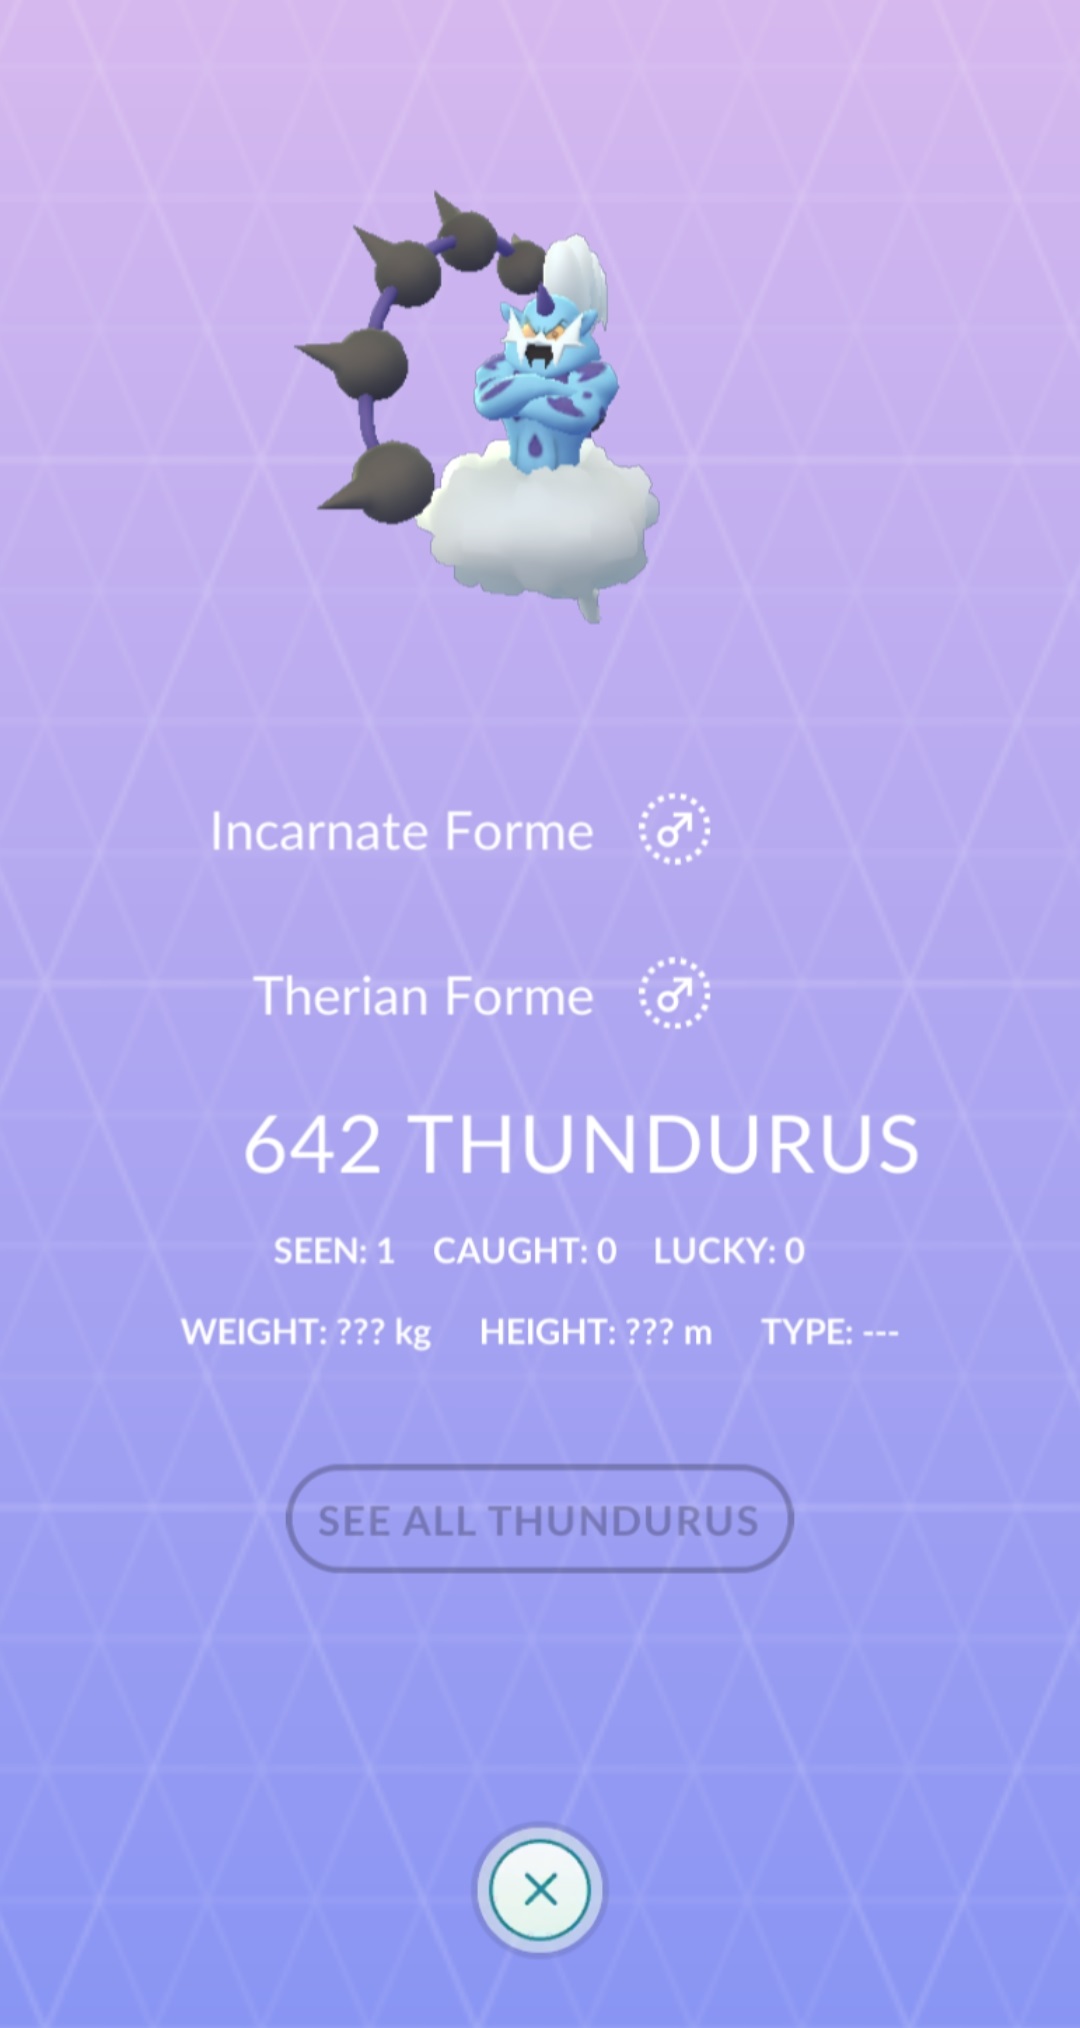 Incarnate Forme ♂
Therian Forme ♂
642 THUNDURUS
SEEN: 1 CAUGHT: 0 LUCKY: 0
WEIGHT: ??? kg HEIGHT: ??? m TYPE: ---
SEE ALL THUNDURUS